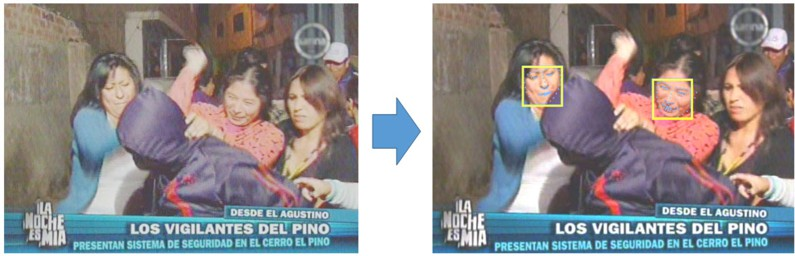 ¡LA
NOCHE
ES MIA
DESDE EL AGUSTINO
LOS VIGILANTES DEL PINO
PRESENTAN SISTEMA DE SEGURIDAD EN EL CERRO EL PINO
¡LA
NOCHE
ES MIA
DESDE EL AGUSTINO
LOS VIGILANTES DEL PINO
PRESENTAN SISTEMA DE SEGURIDAD EN EL CERRO EL PINO